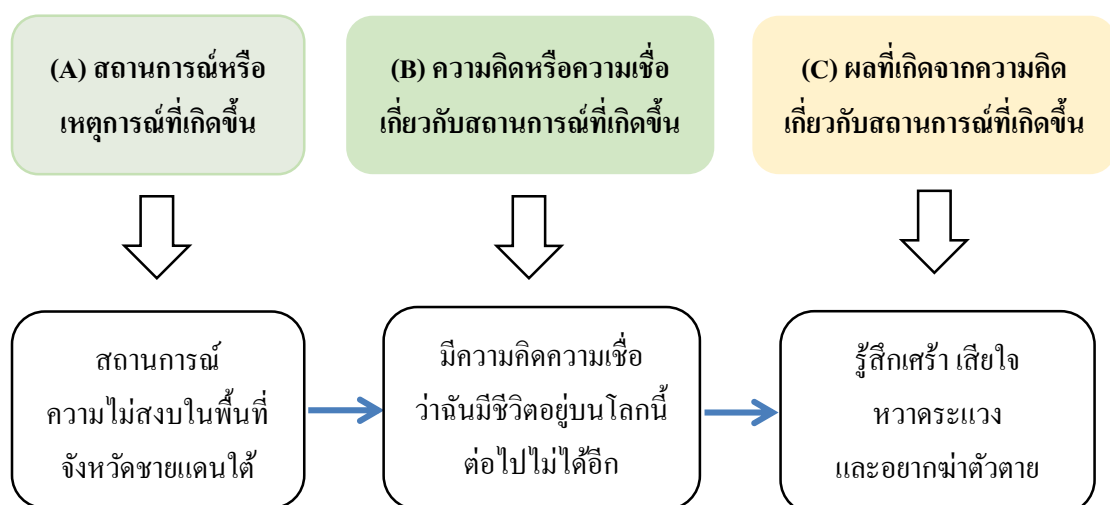 (A) สถานการณ์หรือ
เหตุการณ์ที่เกิดขึ้น
(B) ความคิดหรือความเชื่อ
เกี่ยวกับสถานการณ์ที่เกิดขึ้น
(C) ผลที่เกิดจากความคิด
เกี่ยวกับสถานการณ์ที่เกิดขึ้น
สถานการณ์
ความไม่สงบในพื้นที่
จังหวัดชายแดนใต้
มีความคิดความเชื่อ
ว่าฉันมีชีวิตอยู่บนโลกนี้
ต่อไปไม่ได้อีก
รู้สึกเศร้า เสียใจ
หวาดระแวง
และอยากฆ่าตัวตาย